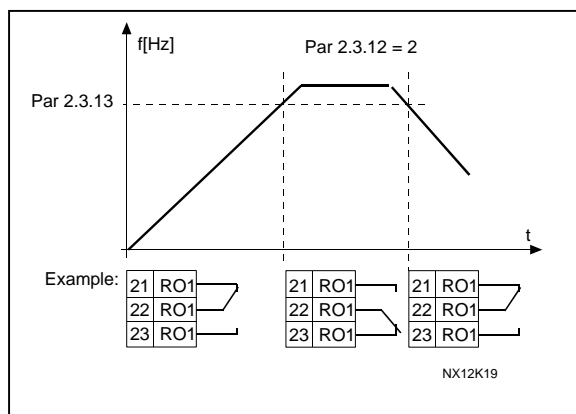 f[Hz]
Par 2.3.12 = 2
Par 2.3.13
t
Example:
21 RO1 21 RO1 21 RO1
22 RO1 22 RO1 22 RO1
23 RO1 23 RO1 23 RO1
NX12K19